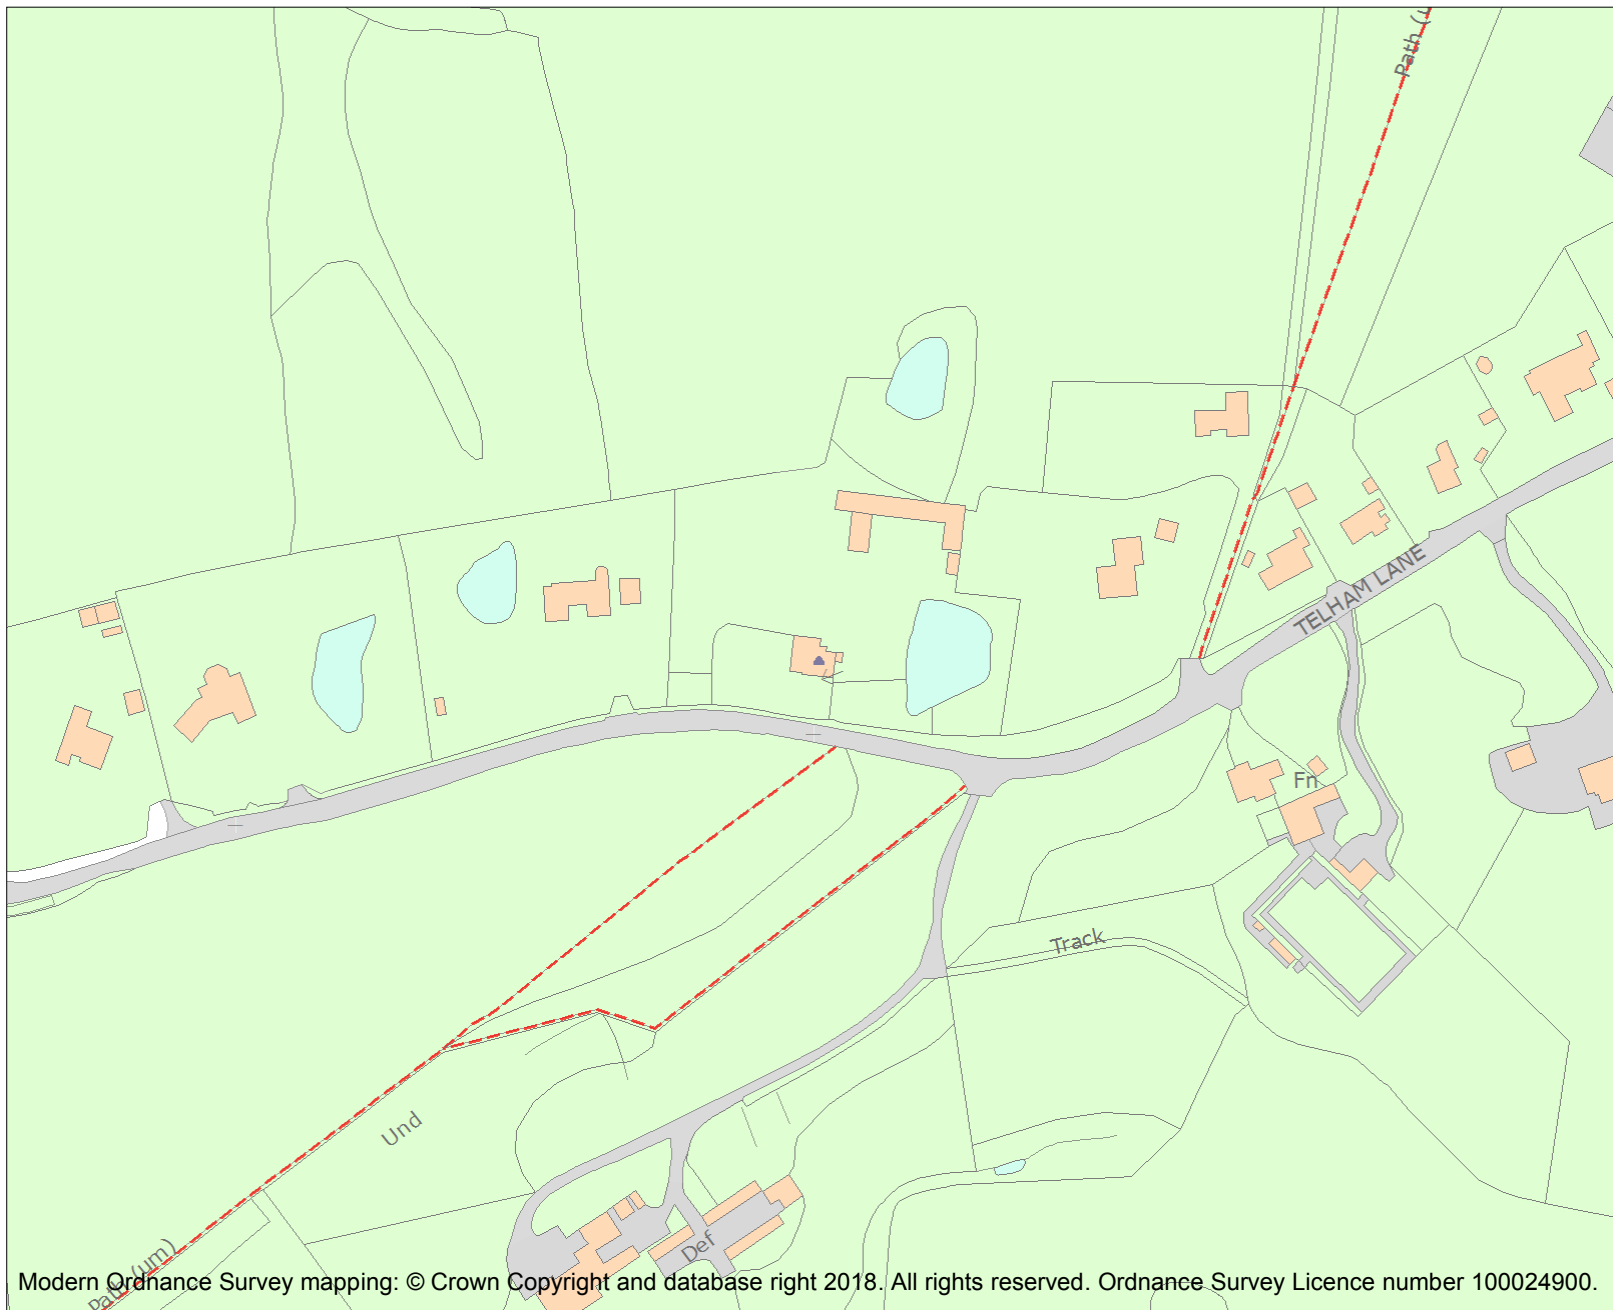 Path (u
TELHAM LANE
Fn
Track
Und
Path (um)
Def
Modern Ordnance Survey mapping: © Crown Copyright and database right 2018. All rights reserved. Ordnance Survey Licence number 100024900.